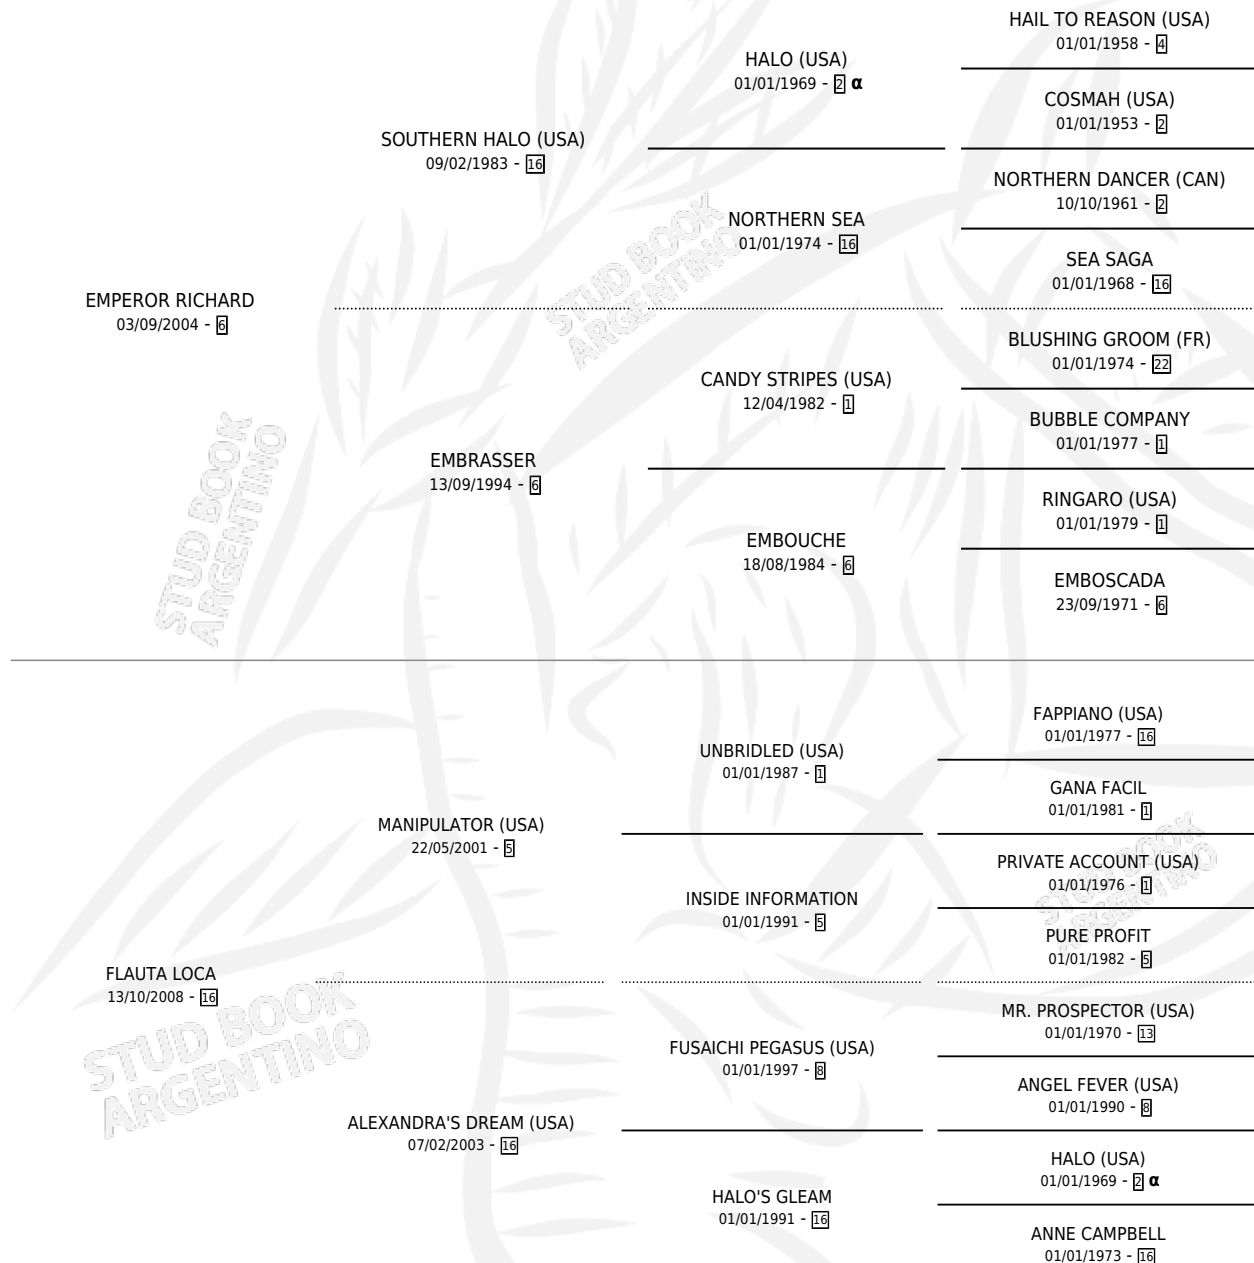 HAIL TO REASON (USA)
01/01/1958 - 4
HALO (USA)
01/01/1969 - 2 α
COSMAH (USA)
01/01/1953 - 2
SOUTHERN HALO (USA)
09/02/1983 - 16
NORTHERN DANCER (CAN)
10/10/1961 - 2
NORTHERN SEA
01/01/1974 - 16
SEA SAGA
01/01/1968 - 16
EMPEROR RICHARD
03/09/2004 - 6
STUD BOOK
ARGENTINO
BLUSHING GROOM (FR)
01/01/1974 - 22
CANDY STRIPES (USA)
12/04/1982 - 1
BUBBLE COMPANY
01/01/1977 - 1
EMBRASSER
13/09/1994 - 6
RINGARO (USA)
01/01/1979 - 1
EMBOUCHE
18/08/1984 - 6
EMBOSCADA
23/09/1971 - 6
STUD BOOK
ARGENTINO
FAPPIANO (USA)
01/01/1977 - 16
UNBRIDLED (USA)
01/01/1987 - 1
GANA FACIL
01/01/1981 - 1
MANIPULATOR (USA)
22/05/2001 - 5
PRIVATE ACCOUNT (USA)
01/01/1976 - 1
INSIDE INFORMATION
01/01/1991 - 5
PURE PROFIT
01/01/1982 - 5
STUD BOOK
ARGENTINO
FLAUTA LOCA
13/10/2008 - 16
MR. PROSPECTOR (USA)
01/01/1970 - 13
FUSAICHI PEGASUS (USA)
01/01/1997 - 8
ANGEL FEVER (USA)
01/01/1990 - 8
STUD BOOK
ARGENTINO
ALEXANDRA'S DREAM (USA)
07/02/2003 - 16
HALO (USA)
01/01/1969 - 2 α
HALO'S GLEAM
01/01/1991 - 16
ANNE CAMPBELL
01/01/1973 - 16